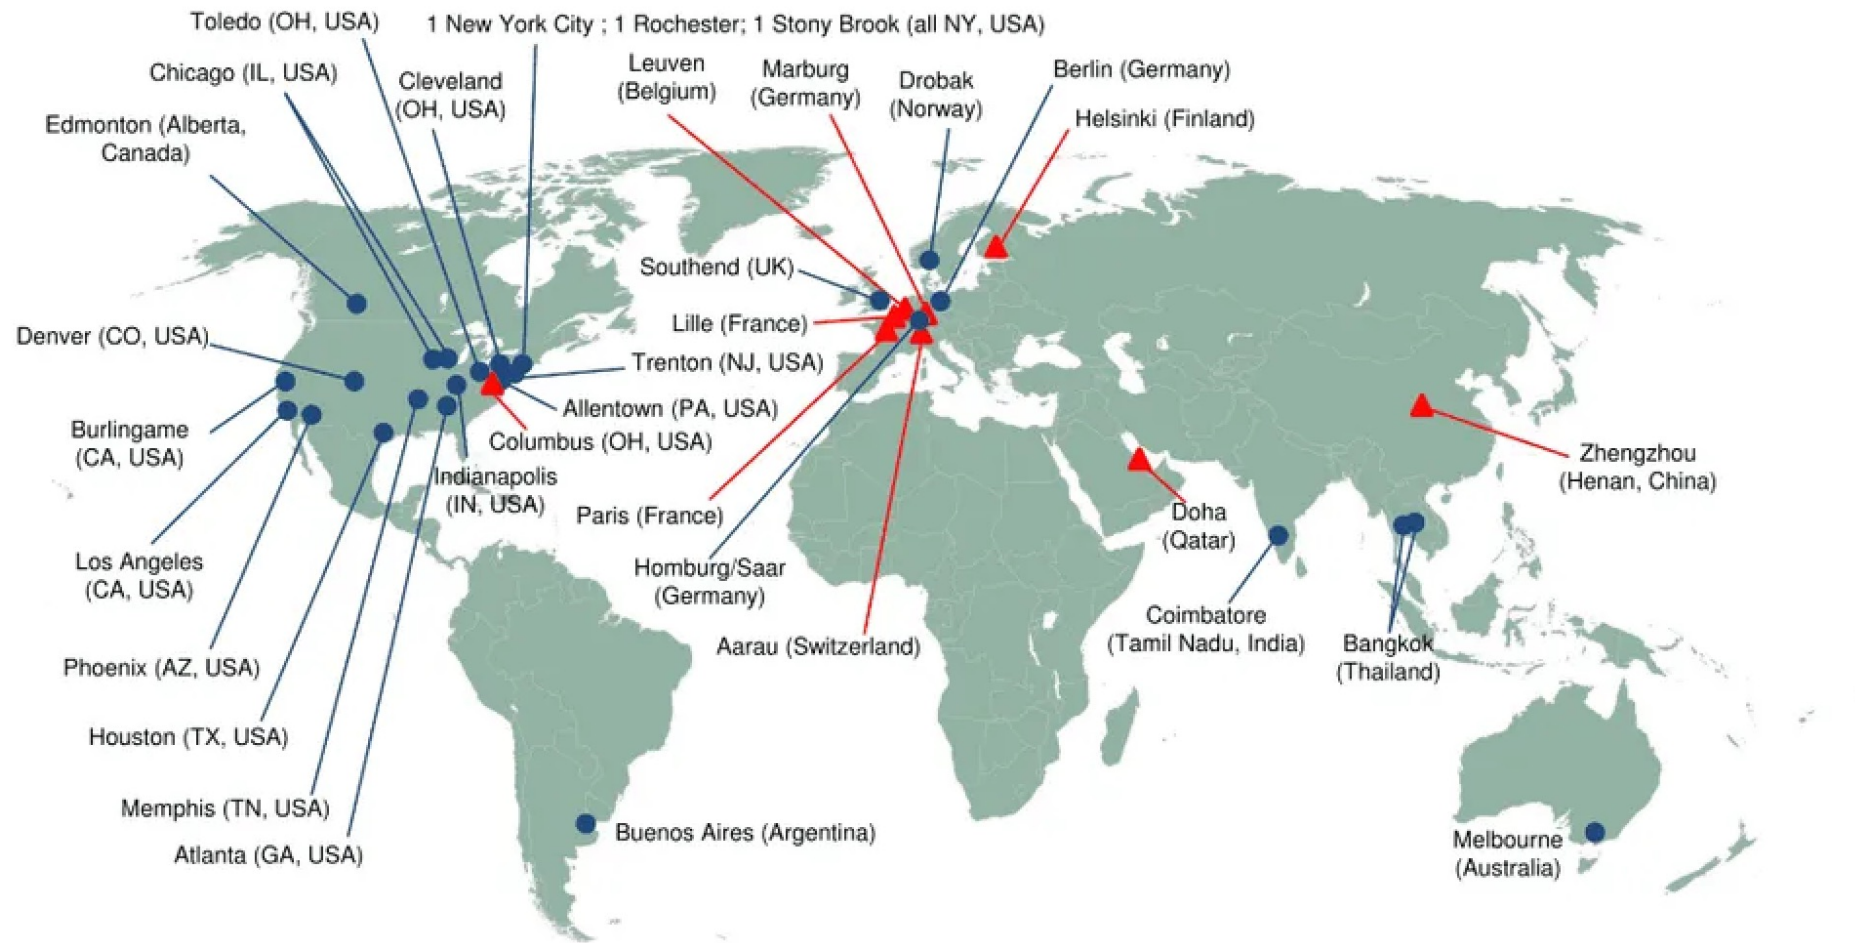 Toledo (OH, USA)
1 New York City ; 1 Rochester; 1 Stony Brook (all NY, USA)
Chicago (IL, USA)
Cleveland
(OH, USA)
Leuven
(Belgium)
Marburg
(Germany)
Drobak
(Norway)
Berlin (Germany)
Helsinki (Finland)
Edmonton (Alberta,
Canada)
Southend (UK)
Lille (France)
Denver (CO, USA)
Trenton (NJ, USA)
Allentown (PA, USA)
Columbus (OH, USA)
Burlingame
(CA, USA)
Indianapolis
(IN, USA)
Zhengzhou
(Henan, China)
Paris (France)
Doha
(Qatar)
Los Angeles
(CA, USA)
Homburg/Saar
(Germany)
Coimbatore
(Tamil Nadu, India)
Bangkok
(Thailand)
Aarau (Switzerland)
Phoenix (AZ, USA)
Houston (TX, USA)
Memphis (TN, USA)
Atlanta (GA, USA)
Buenos Aires (Argentina)
Melbourne
(Australia)